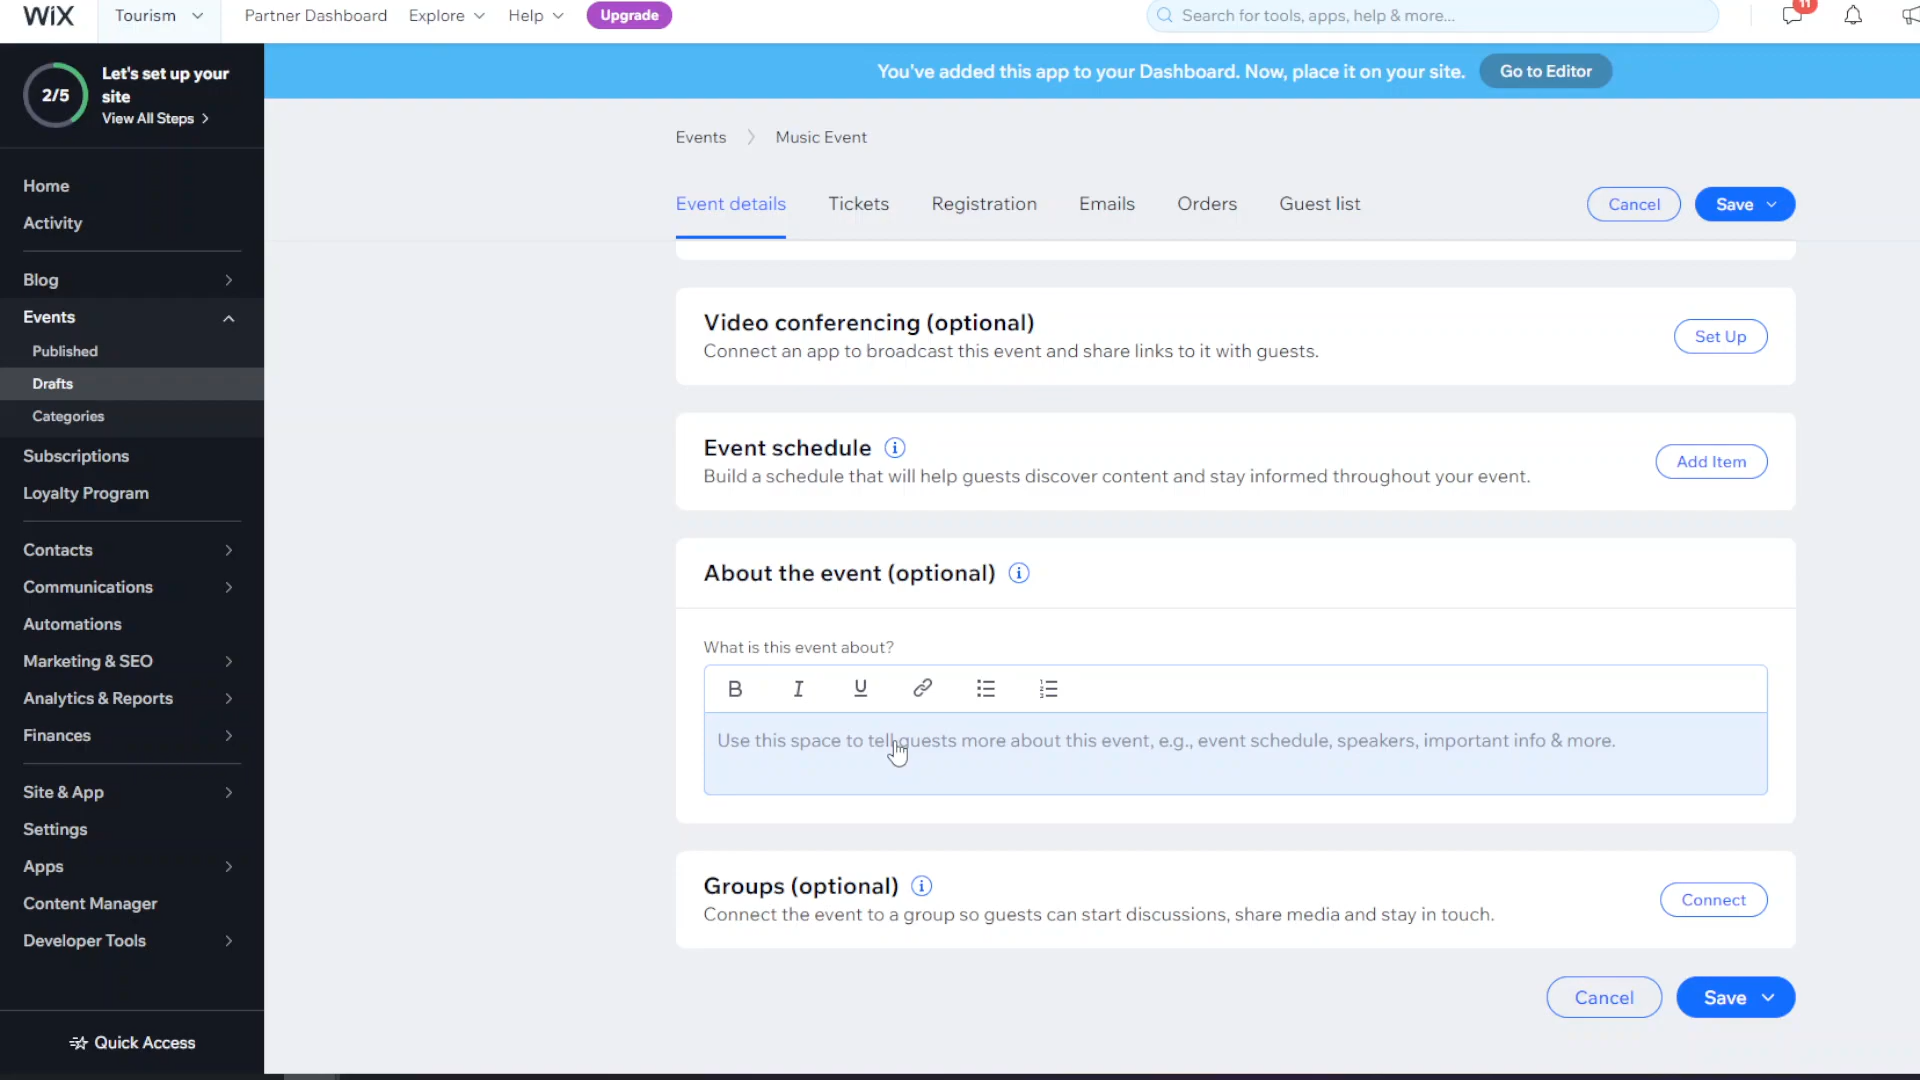 WiX
Tourism
Partner Dashboard
Explore
Help
Upgrade
Search for tools, apps, help & more...
11
2/5
Let's set up your
site
View All Steps
You've added this app to your Dashboard. Now, place it on your site.
Go to Editor
Home
Activity
Blog
Events
Published
Drafts
Categories
Subscriptions
Loyalty Program
Contacts
Communications
Automations
Marketing & SEO
Analytics & Reports
Finances
Site & App
Settings
Apps
Content Manager
Developer Tools
Quick Access
Events
Music Event
Event details
Tickets
Registration
Emails
Orders
Guest list
Cancel
Save
Video conferencing (optional)
Connect an app to broadcast this event and share links to it with guests.
Set Up
Event schedule
Build a schedule that will help guests discover content and stay informed throughout your event.
Add Item
About the event (optional)
What is this event about?
B I U
Use this space to tell guests more about this event, e.g., event schedule, speakers, important info & more.
Groups (optional)
Connect the event to a group so guests can start discussions, share media and stay in touch.
Connect
Cancel
Save